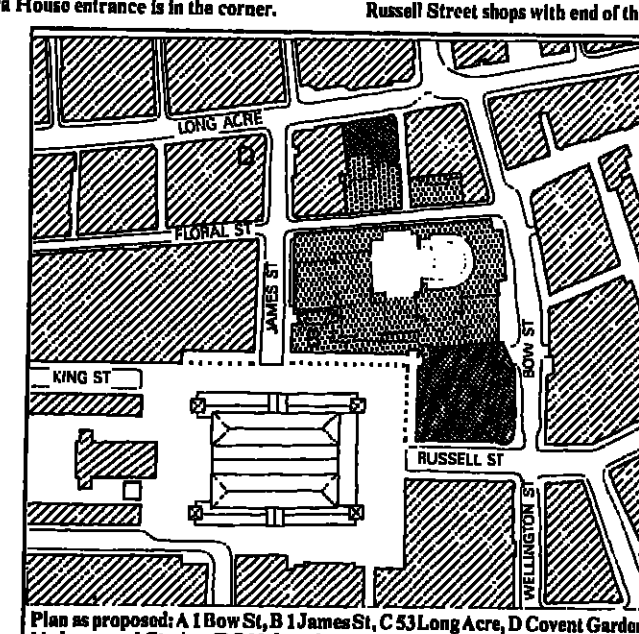 House entrance is in the corner.
Russell Street shops with end of th
LONG ACRE
D
FLORAL ST
JAMES ST
KING ST
BOW ST
RUSSELL ST
WELLINGTON ST
Plan as proposed: A 1 Bow St, B 1 James St, C 53 Long Acre, D Covent Garden